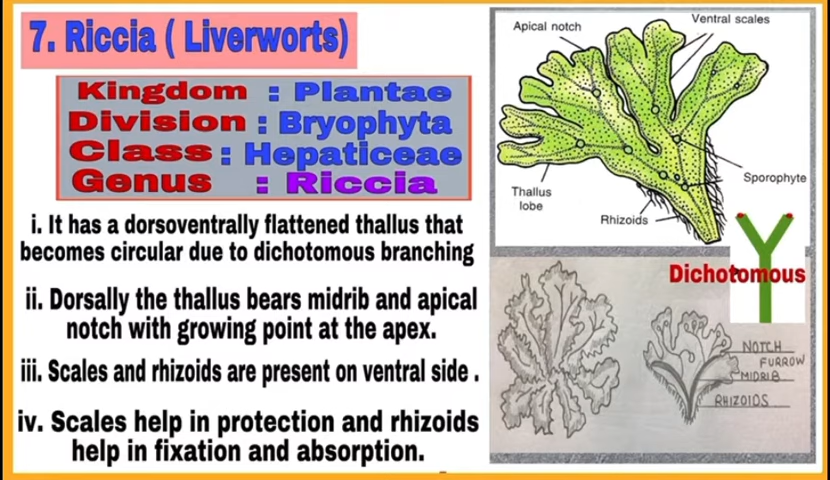 7. Riccia ( Liverworts)
Kingdom : Plantae
Division : Bryophyta
Class : Hepaticeae
Genus : Riccia
i. It has a dorsoventrally flattened thallus that
becomes circular due to dichotomous branching
ii. Dorsally the thallus bears midrib and apical
notch with growing point at the apex.
iii. Scales and rhizoids are present on ventral side .
iv. Scales help in protection and rhizoids
help in fixation and absorption.
Apical notch
Ventral scales
Sporophyte
Thallus
lobe
Rhizoids
Dichotomous
NOTCH
FURROW
MIDRIB
RHIZOIDS